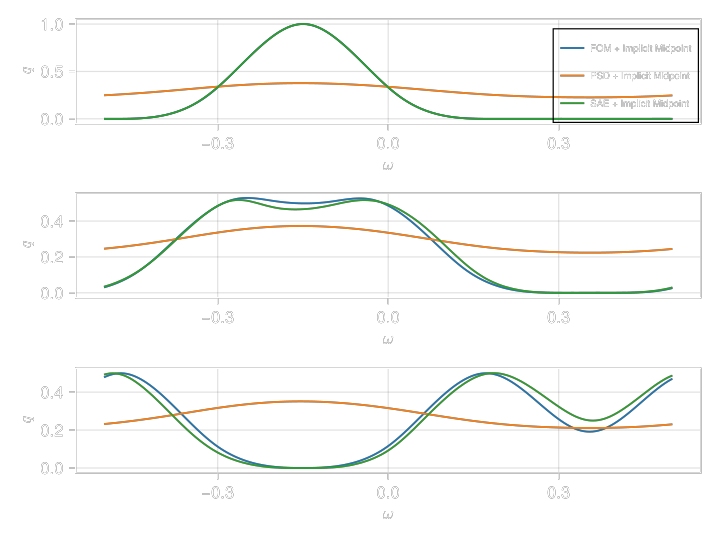 1.0
0.5
0.0
q
FOM + Implicit Midpoint
PSD + Implicit Midpoint
SAE + Implicit Midpoint
−0.3 0.0 0.3
ω
0.4
0.2
0.0
q
−0.3 0.0 0.3
ω
0.4
0.2
0.0
q
−0.3 0.0 0.3
ω